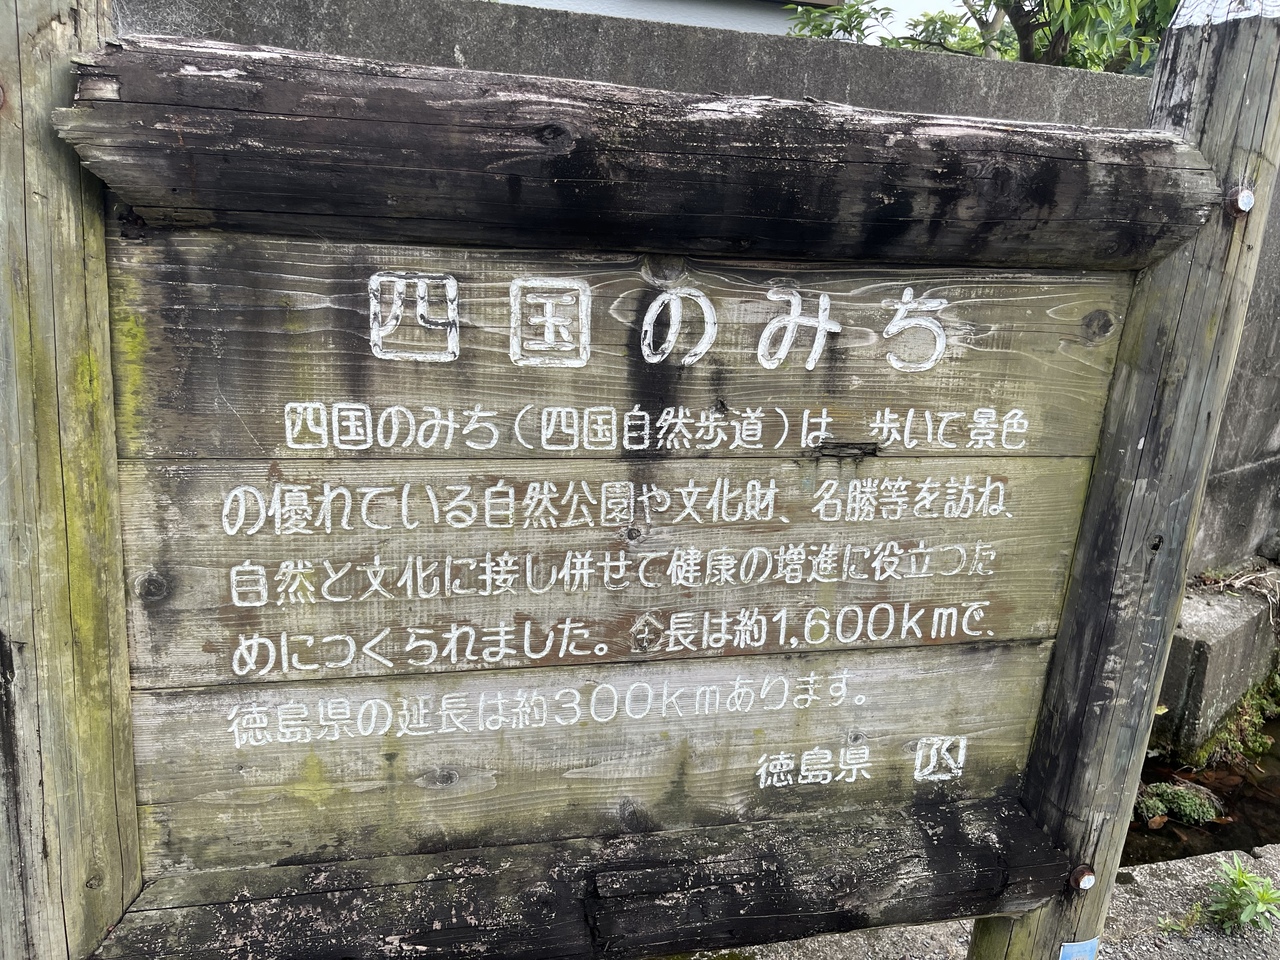 四国のみち
四国のみち(四国自然歩道)は 歩いて景色
の優れている自然公園や文化財、名勝等を訪ね、
自然と文化に接し併せて健康の増進に役立つた
めにつくられました。全長は約1,600kmで、
徳島県の延長は約300kmあります。
徳島県